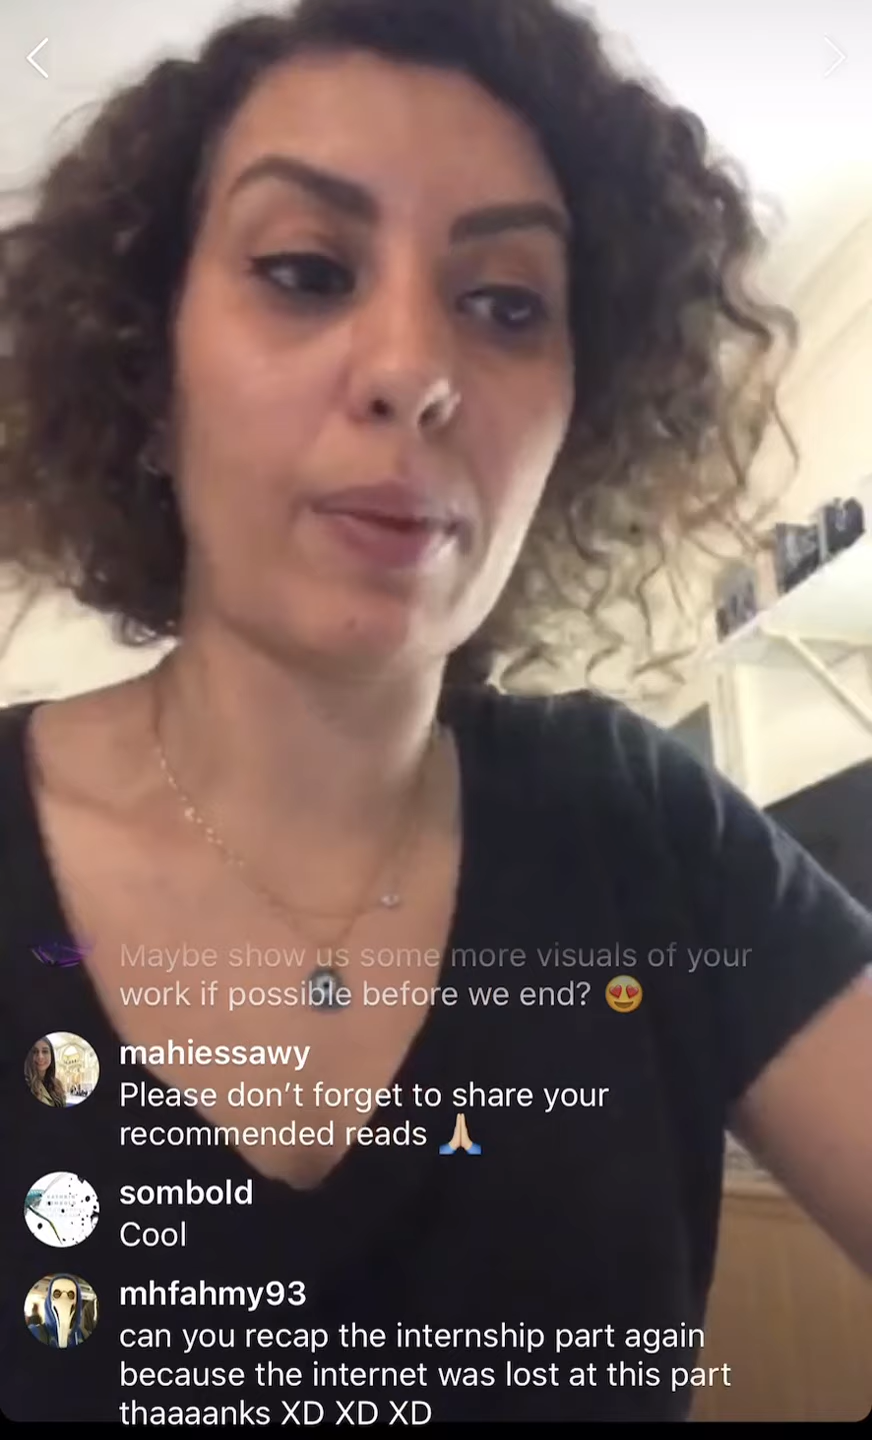 Maybe show us some more visuals of your
work if possible before we end? 😍
mahiessawy
Please don’t forget to share your
recommended reads 🙏🏻
sombold
Cool
mhfahmy93
can you recap the internship part again
because the internet was lost at this part
thaaaanks XD XD XD